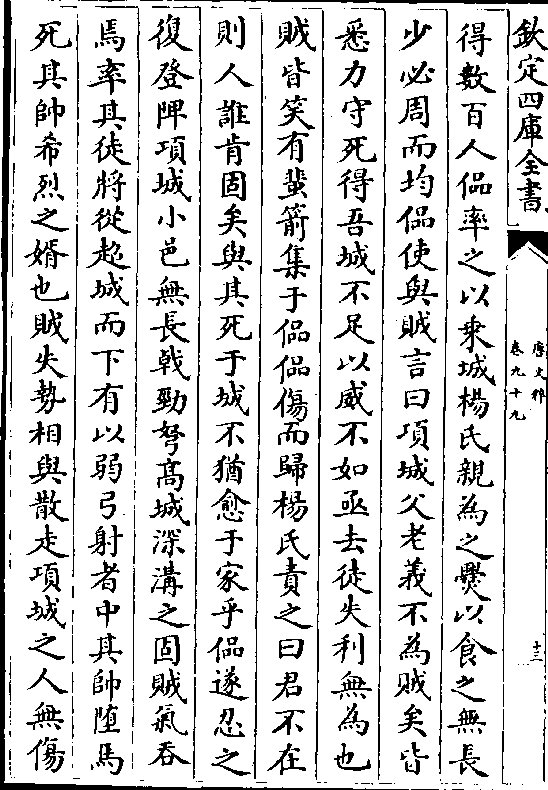 欽定四庫全書
唐文粹
卷九十九
十三
得數百人偘率之以乗城楊氏親為之爨以食之無長
少必周而均偘使與賊言曰項城父老義不為賊矣皆
悉力守死得吾城不足以威不如亟去徒失利無為也
賊皆笑有蜚箭集于偘偘傷而歸楊氏責之曰君不在
則人誰肯固矣與其死于城不猶愈于家乎偘遂忍之
復登陴項城小邑無長㦸勁弩髙城深溝之固賊氣吞
焉率其徒將從超城而下有以弱弓射者中其帥堕馬
死其帥希烈之婿也賊失勢相與散走項城之人無傷